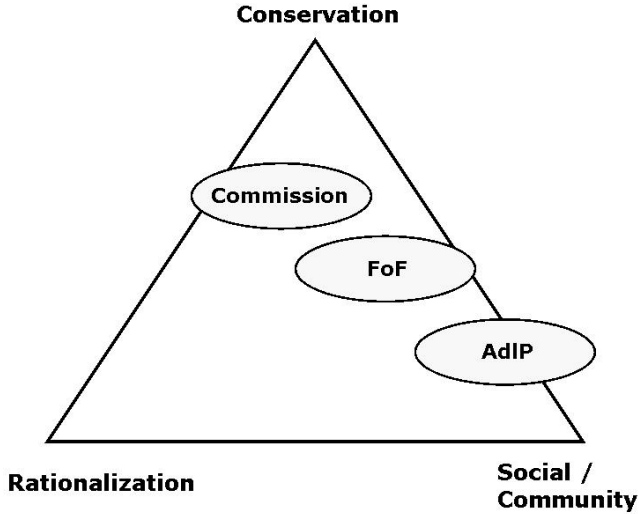 Conservation
Commission
FoF
AdIP
Rationalization
Social /
Community